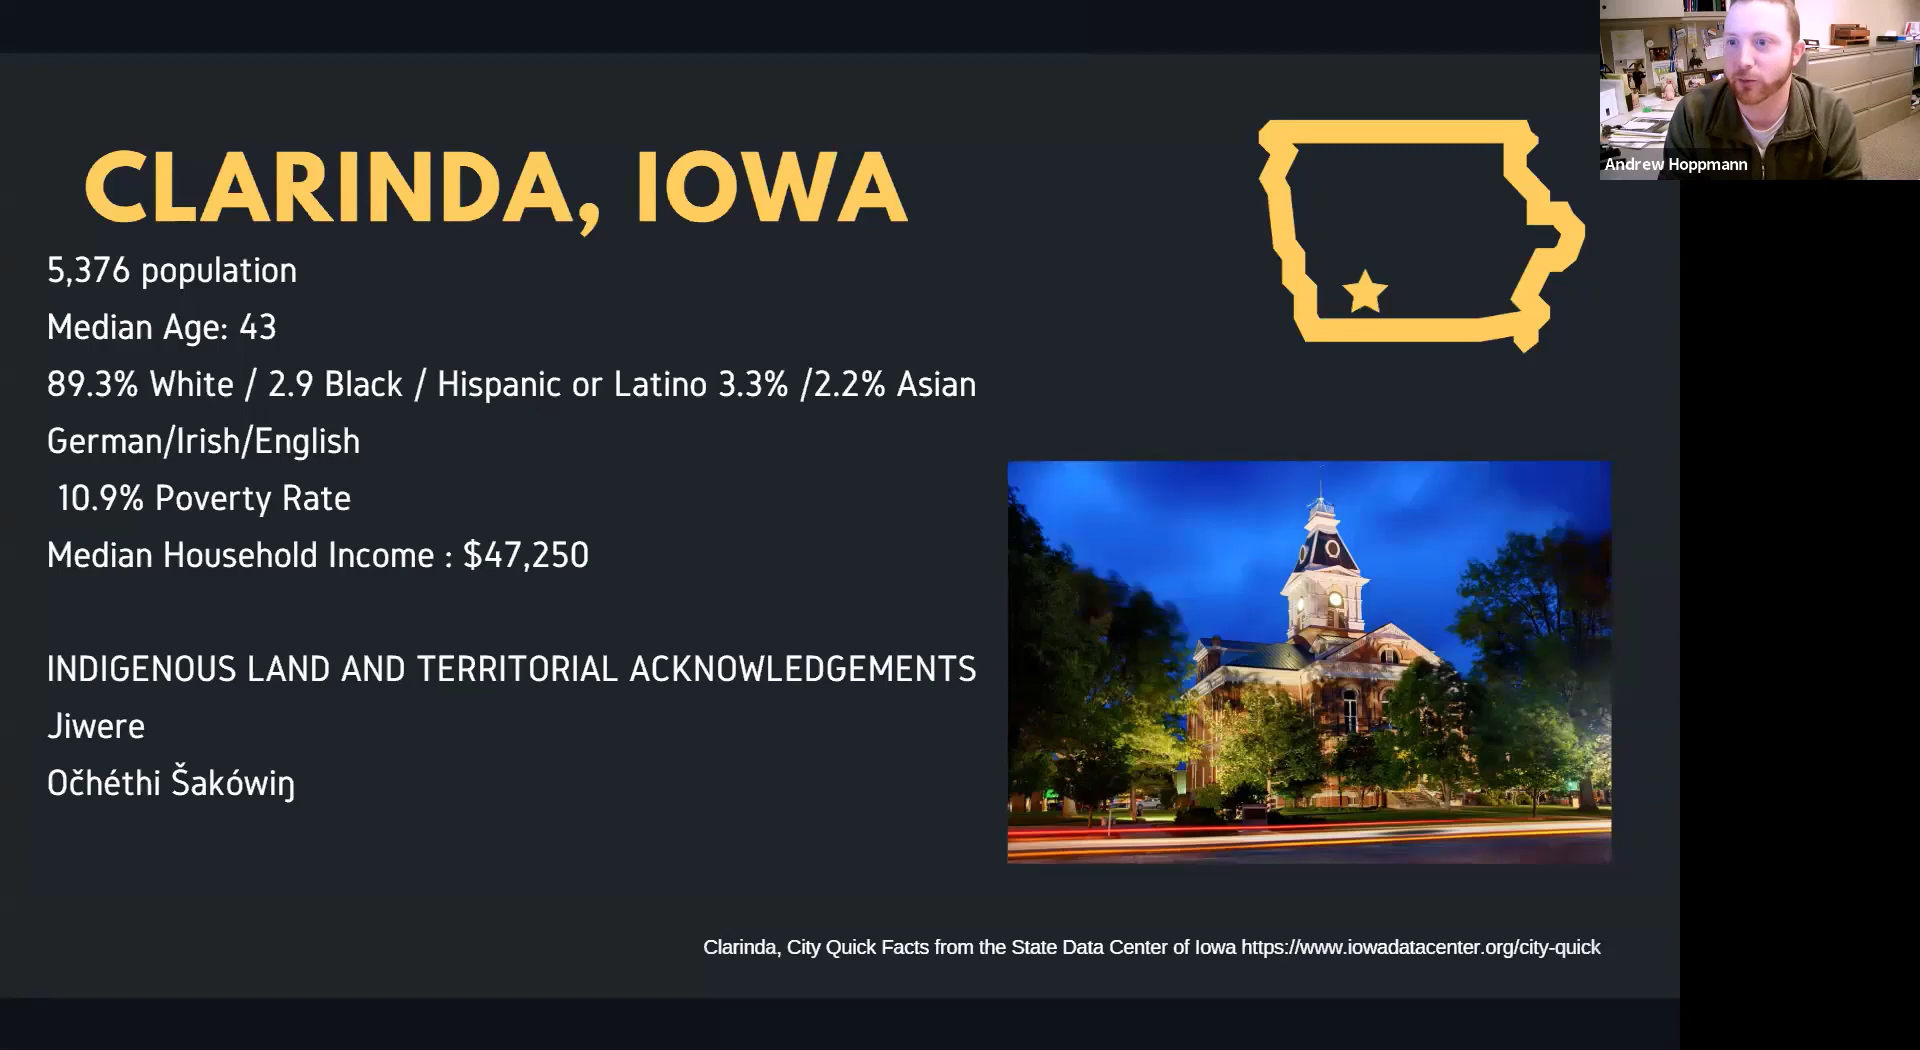 CLARINDA, IOWA
5,376 population
Median Age: 43
89.3% White / 2.9 Black / Hispanic or Latino 3.3% /2.2% Asian
German/Irish/English
10.9% Poverty Rate
Median Household Income : $47,250
INDIGENOUS LAND AND TERRITORIAL ACKNOWLEDGEMENTS
Jiwere
Očhéthi Šakówiŋ
Clarinda, City Quick Facts from the State Data Center of Iowa https://www.iowadatacenter.org/city-quick
Andrew Hoppmann